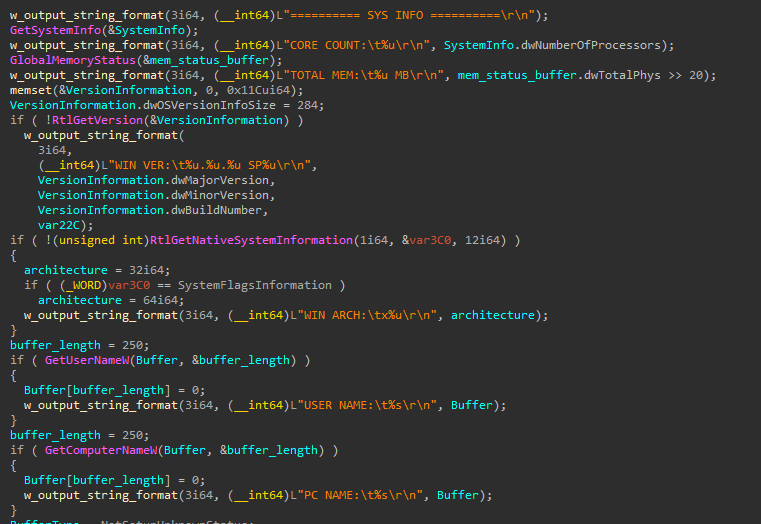 w_output_string_format(3i64, (__int64)L"========== SYS INFO ==========\r\n");
GetSystemInfo(&SystemInfo);
w_output_string_format(3i64, (__int64)L"CORE COUNT:\t%u\r\n", SystemInfo.dwNumberOfProcessors);
GlobalMemoryStatus(&mem_status_buffer);
w_output_string_format(3i64, (__int64)L"TOTAL MEM:\t%u MB\r\n", mem_status_buffer.dwTotalPhys >> 20);
memset(&VersionInformation, 0, 0x11Cui64);
VersionInformation.dwOSVersionInfoSize = 284;
if ( !RtlGetVersion(&VersionInformation) )
w_output_string_format(
3i64,
(__int64)L"WIN VER:\t%u.%u.%u SP%u\r\n",
VersionInformation.dwMajorVersion,
VersionInformation.dwMinorVersion,
VersionInformation.dwBuildNumber,
var22C);
if ( !(unsigned int)RtlGetNativeSystemInformation(1i64, &var3C0, 12i64) )
{
architecture = 32i64;
if ( (_WORD)var3C0 == SystemFlagsInformation )
architecture = 64i64;
w_output_string_format(3i64, (__int64)L"WIN ARCH:\tx%u\r\n", architecture);
}
buffer_length = 250;
if ( GetUserNameW(Buffer, &buffer_length) )
{
Buffer[buffer_length] = 0;
w_output_string_format(3i64, (__int64)L"USER NAME:\t%s\r\n", Buffer);
}
buffer_length = 250;
if ( GetComputerNameW(Buffer, &buffer_length) )
{
Buffer[buffer_length] = 0;
w_output_string_format(3i64, (__int64)L"PC NAME:\t%s\r\n", Buffer);
}
BufferType = NetSetupUnknownStatus;